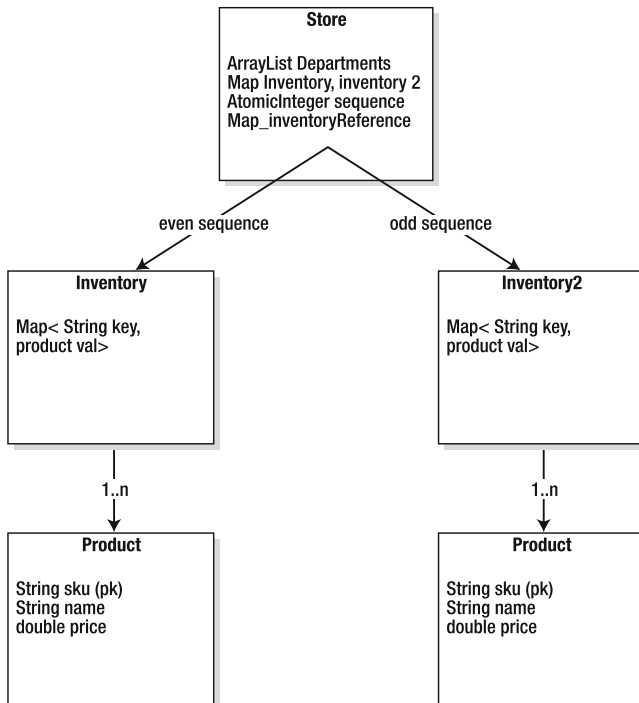 Store
ArrayList Departments
Map Inventory, inventory 2
AtomicInteger sequence
Map_inventoryReference
even sequence
odd sequence
Inventory
Map< String key,
product val>
Inventory2
Map< String key,
product val>
1..n
1..n
Product
String sku (pk)
String name
double price
Product
String sku (pk)
String name
double price